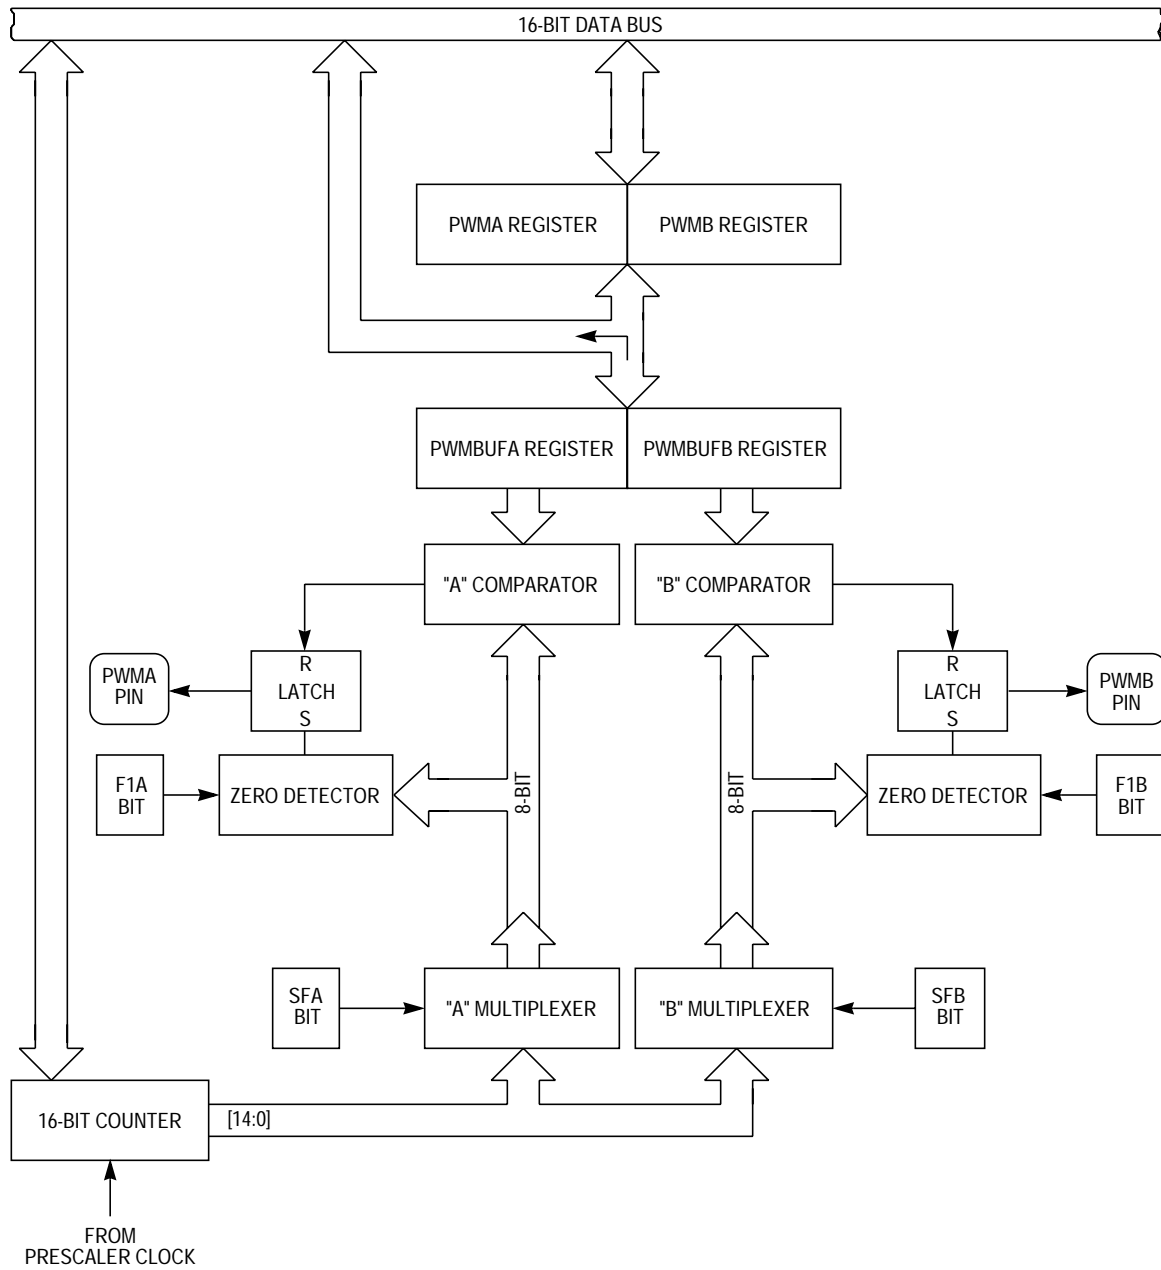 16-BIT DATA BUS
PWMA REGISTER
PWMB REGISTER
PWMBUFA REGISTER
PWMBUFB REGISTER
"A" COMPARATOR
"B" COMPARATOR
R
LATCH
S
R
LATCH
S
PWMA
PIN
PWMB
PIN
F1A
BIT
ZERO DETECTOR
8-BIT
8-BIT
ZERO DETECTOR
F1B
BIT
SFA
BIT
"A" MULTIPLEXER
"B" MULTIPLEXER
SFB
BIT
16-BIT COUNTER
[14:0]
FROM
PRESCALER CLOCK